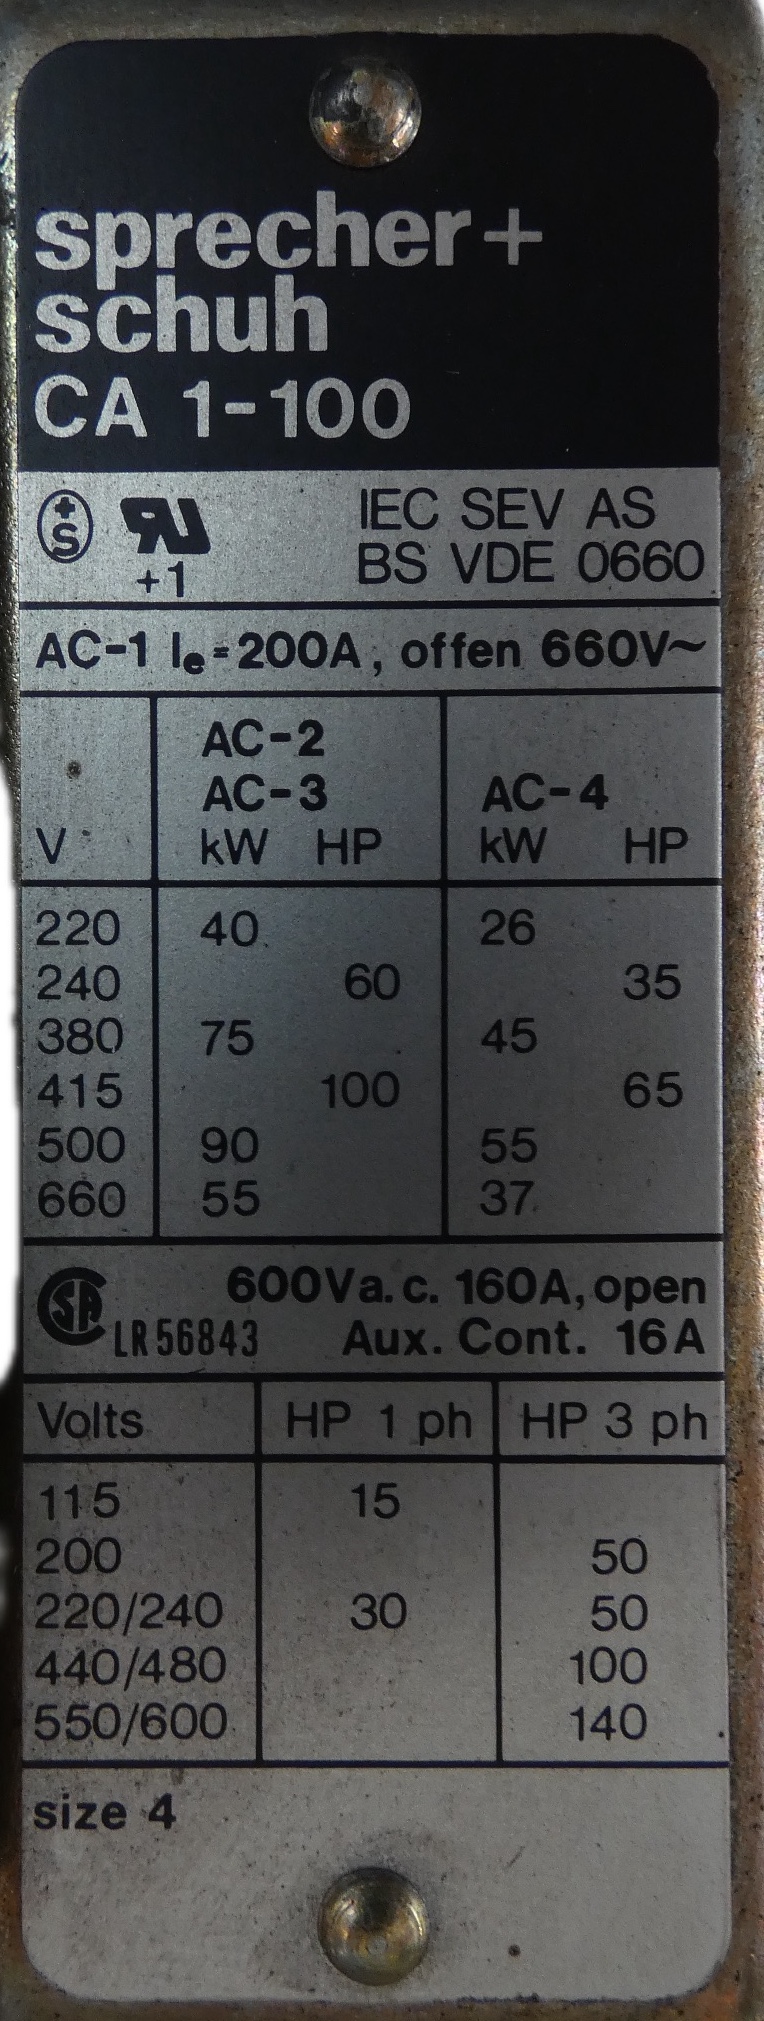 sprecher+
schuh
CA 1-100
+S RU IEC SEV AS
+1 BS VDE 0660
AC-1 Ie=200A, offen 660V~
AC-2
AC-3 AC-4
V kW HP kW HP
220 40 26
240 60 35
380 75 45
415 100 65
500 90 55
660 55 37
SA 600Va.c. 160A, open
LR56843 Aux. Cont. 16A
Volts HP 1 ph HP 3 ph
115 15
200 50
220/240 30 50
440/480 100
550/600 140
size 4